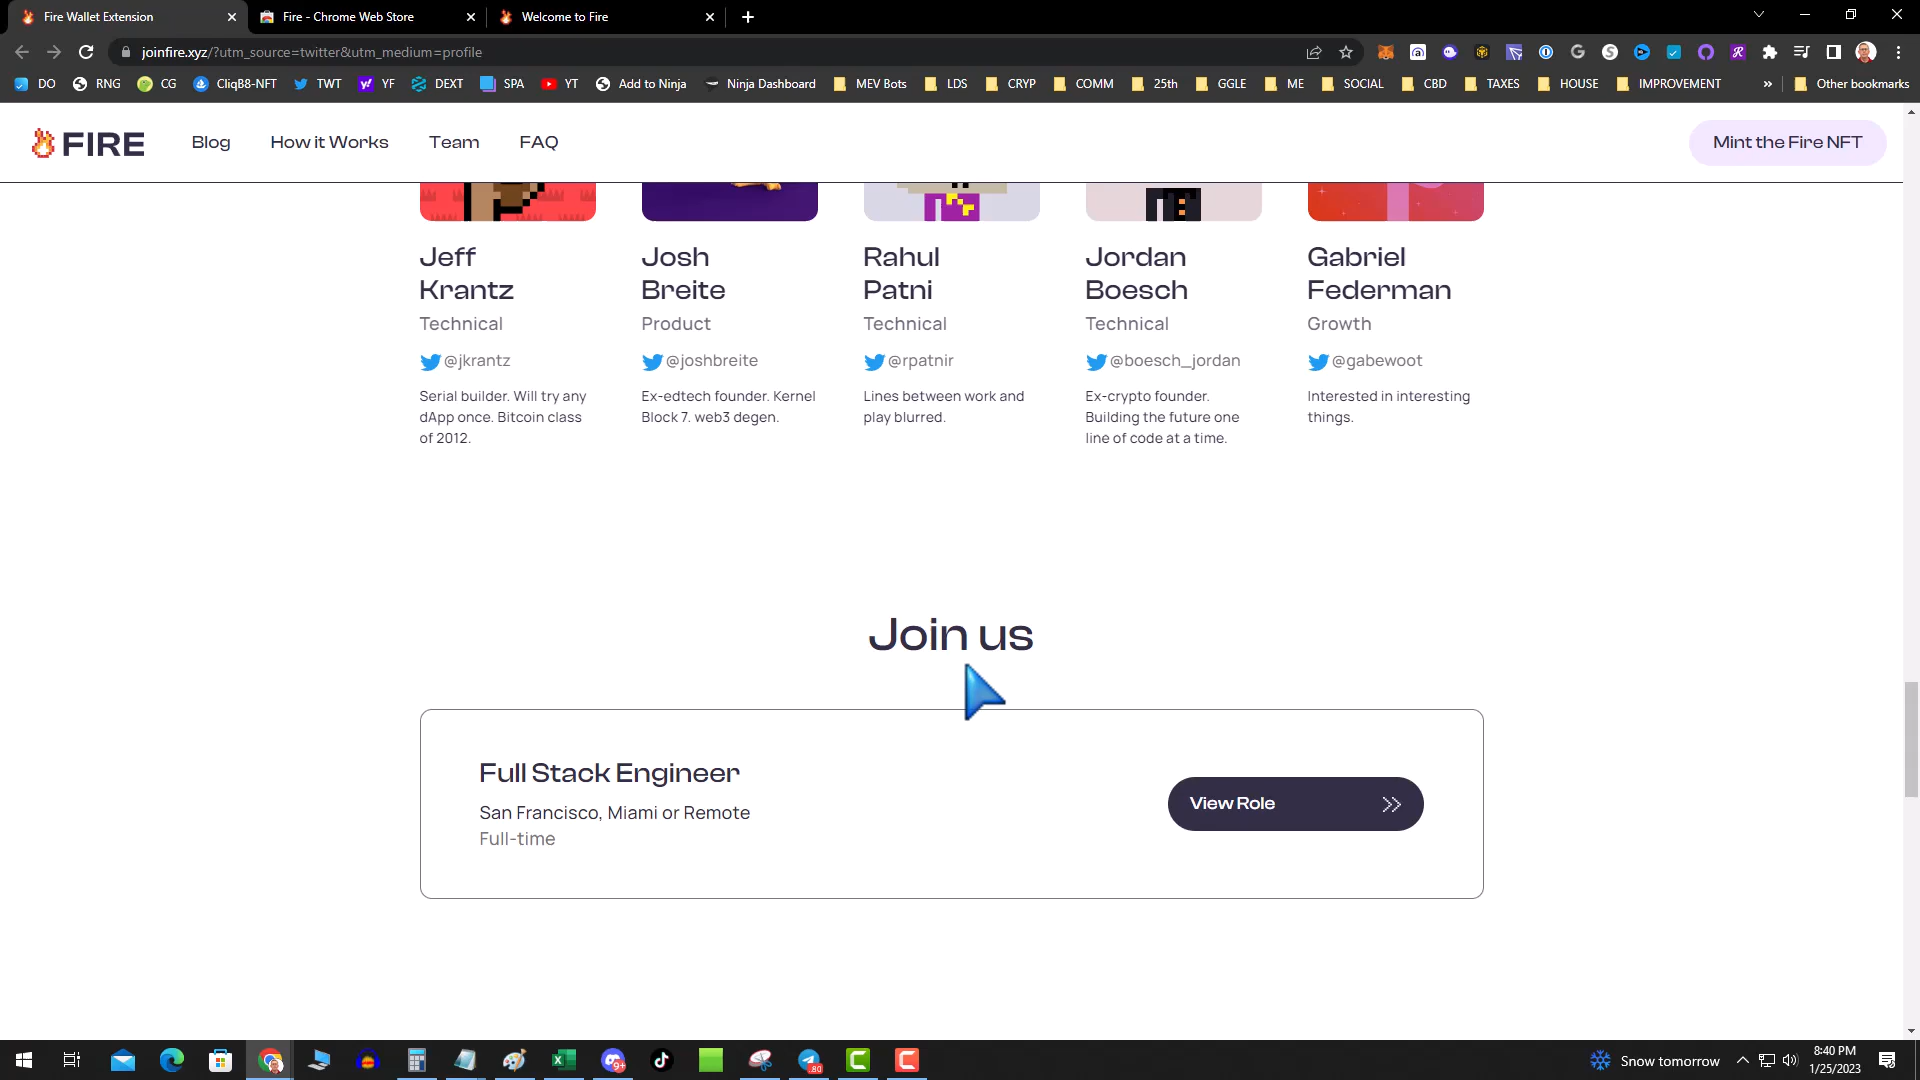 Fire Wallet Extension
Fire - Chrome Web Store
Welcome to Fire
joinfire.xyz/?utm_source=twitter&utm_medium=profile
DO RNG CG CliqB8-NFT TWT YF DEXT SPA YT Add to Ninja Ninja Dashboard MEV Bots LDS CRYP COMM 25th GGLE ME SOCIAL CBD TAXES HOUSE IMPROVEMENT » Other bookmarks
FIRE Blog How it Works Team FAQ Mint the Fire NFT
Jeff
Krantz
Technical
@jkrantz
Serial builder. Will try any
dApp once. Bitcoin class
of 2012.
Josh
Breite
Product
@joshbreite
Ex-edtech founder. Kernel
Block 7. web3 degen.
Rahul
Patni
Technical
@rpatnir
Lines between work and
play blurred.
Jordan
Boesch
Technical
@boesch_jordan
Ex-crypto founder.
Building the future one
line of code at a time.
Gabriel
Federman
Growth
@gabewoot
Interested in interesting
things.
Join us
Full Stack Engineer
San Francisco, Miami or Remote
Full-time
View Role
9+
80
Snow tomorrow
8:40 PM
1/25/2023